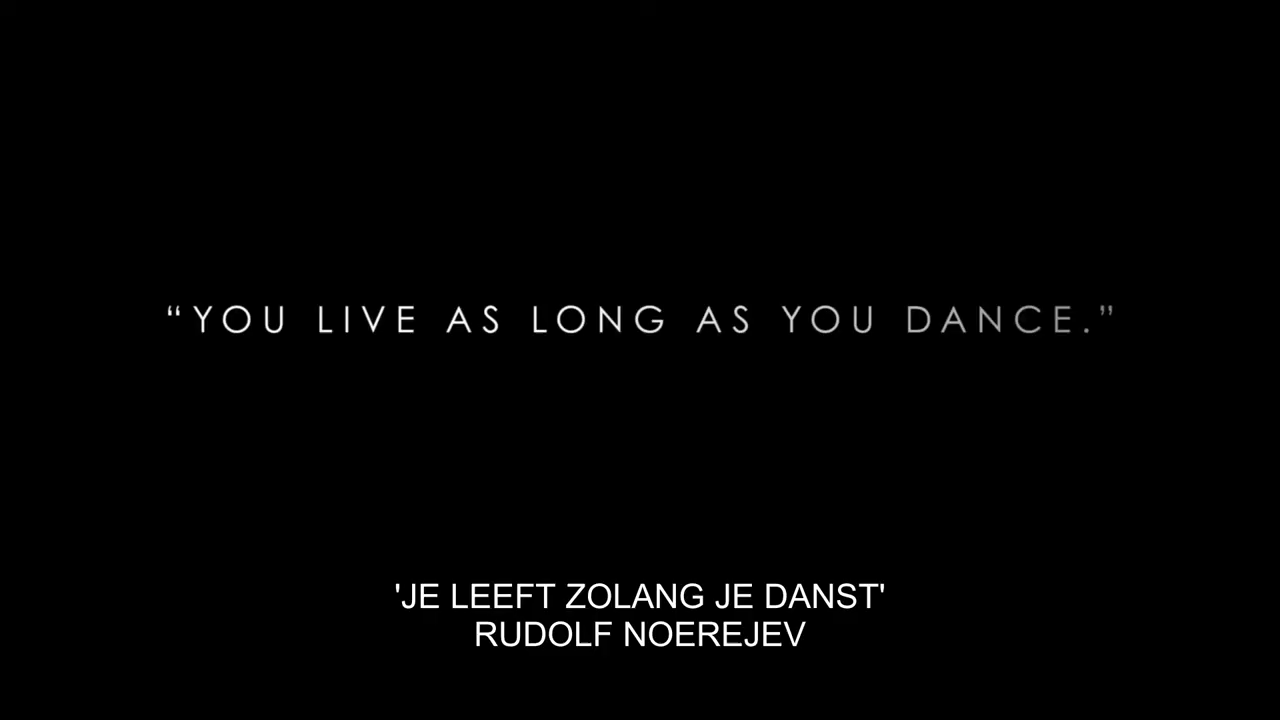 “YOU LIVE AS LONG AS YOU DANCE.”
'JE LEEFT ZOLANG JE DANST'
RUDOLF NOEREJEV